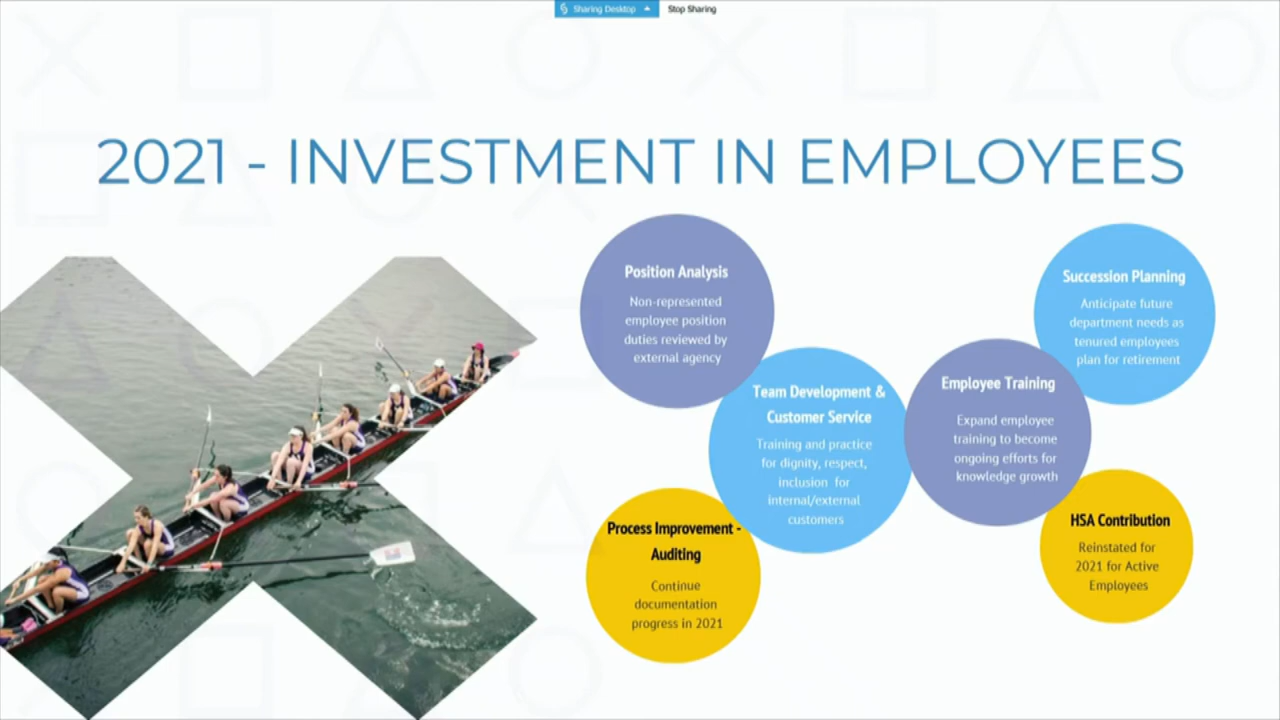 Sharing Desktop
Stop Sharing
2021 - INVESTMENT IN EMPLOYEES
Position Analysis
Non-represented
employee position
duties reviewed by
external agency
Team Development &
Customer Service
Training and practice
for dignity, respect,
inclusion for
internal/external
customers
Process Improvement -
Auditing
Continue
documentation
progress in 2021
Employee Training
Expand employee
training to become
ongoing efforts for
knowledge growth
Succession Planning
Anticipate future
department needs as
tenured employees
plan for retirement
HSA Contribution
Reinstated for
2021 for Active
Employees